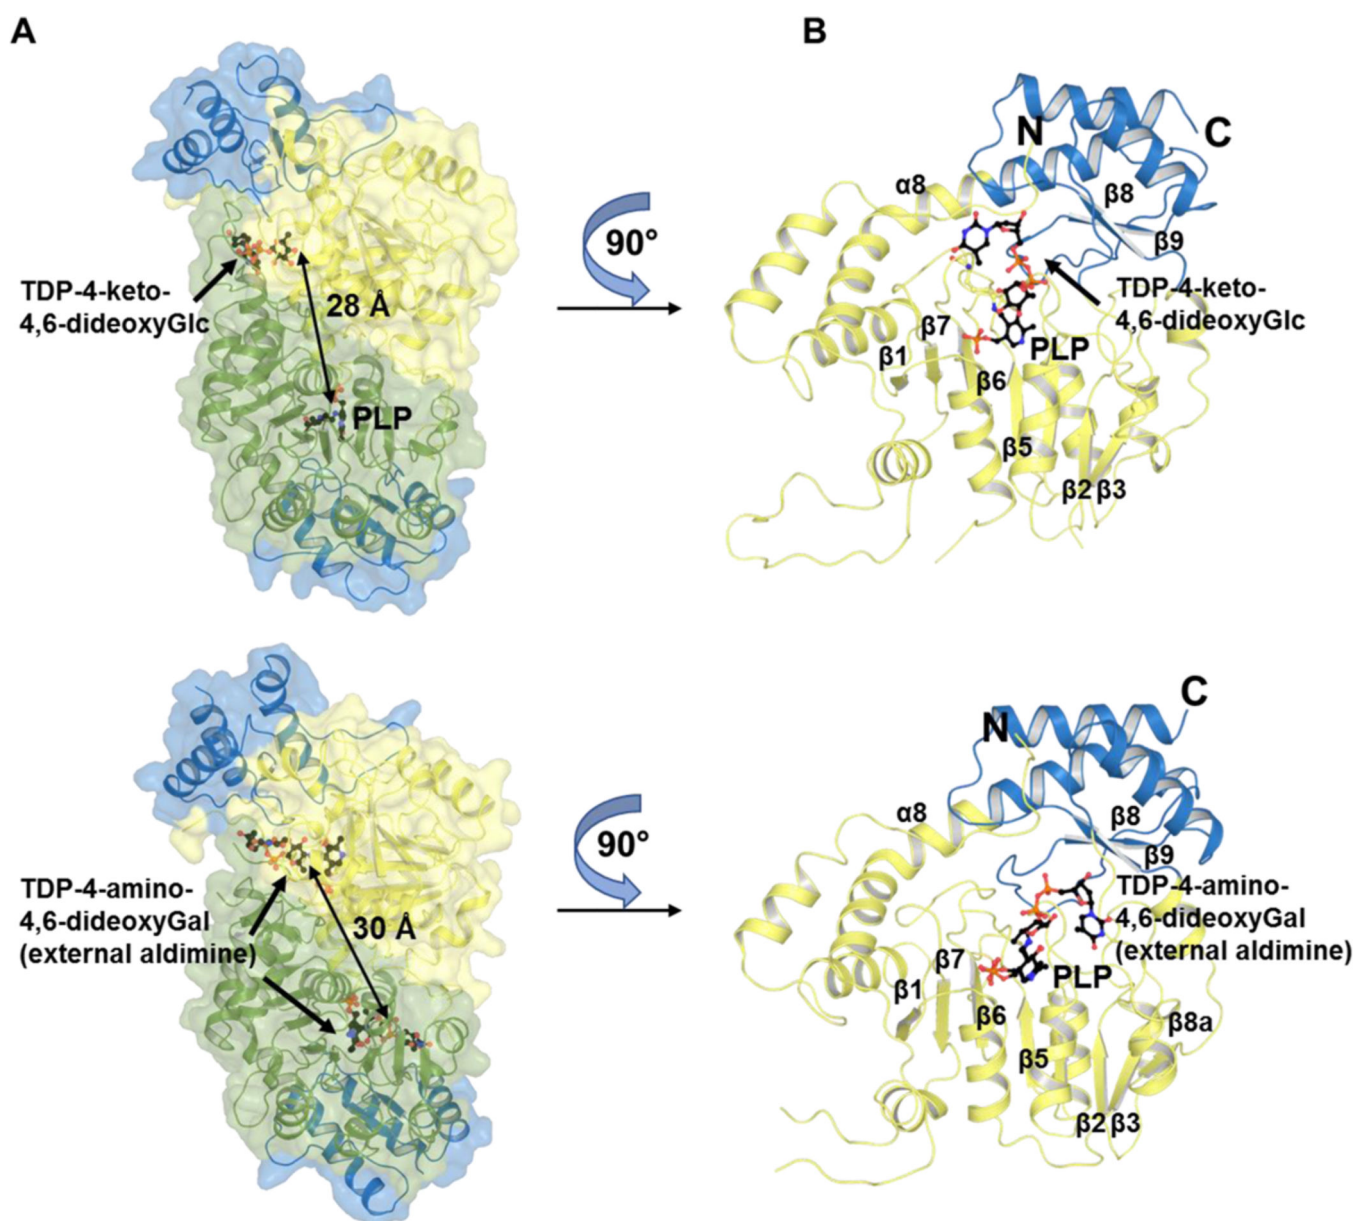 A
TDP-4-keto-
4,6-dideoxyGlc
28 Å
PLP
90°
B
N
C
α8
β8
β9
TDP-4-keto-
4,6-dideoxyGlc
β7
β1
PLP
β6
β5
β2
β3
TDP-4-amino-
4,6-dideoxyGal
(external aldimine)
30 Å
90°
N
C
α8
β8
β9
TDP-4-amino-
4,6-dideoxyGal
(external aldimine)
β7
PLP
β1
β6
β8a
β5
β2
β3